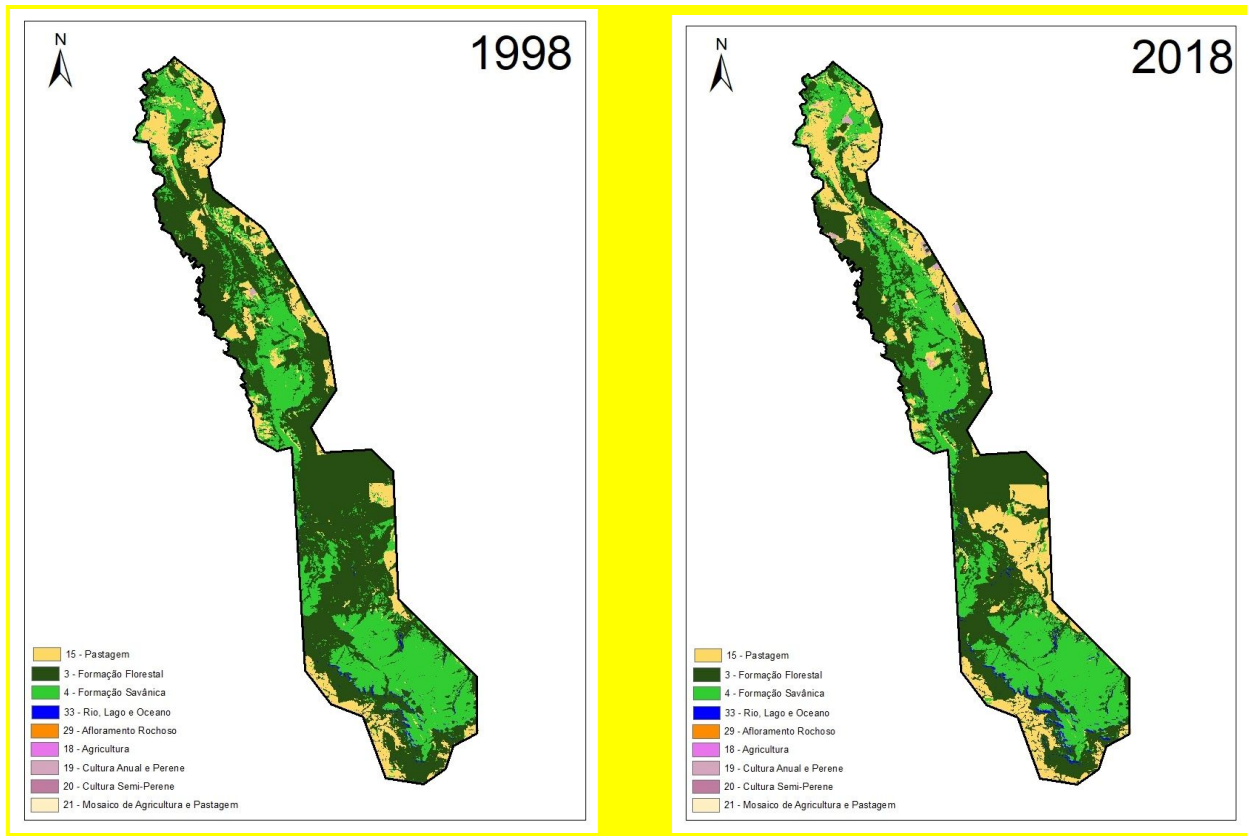 N
1998
15 - Pastagem
3 - Formação Florestal
4 - Formação Savânica
33 - Rio, Lago e Oceano
29 - Afloramento Rochoso
18 - Agricultura
19 - Cultura Anual e Perene
20 - Cultura Semi-Perene
21 - Mosaico de Agricultura e Pastagem
N
2018
15 - Pastagem
3 - Formação Florestal
4 - Formação Savânica
33 - Rio, Lago e Oceano
29 - Afloramento Rochoso
18 - Agricultura
19 - Cultura Anual e Perene
20 - Cultura Semi-Perene
21 - Mosaico de Agricultura e Pastagem